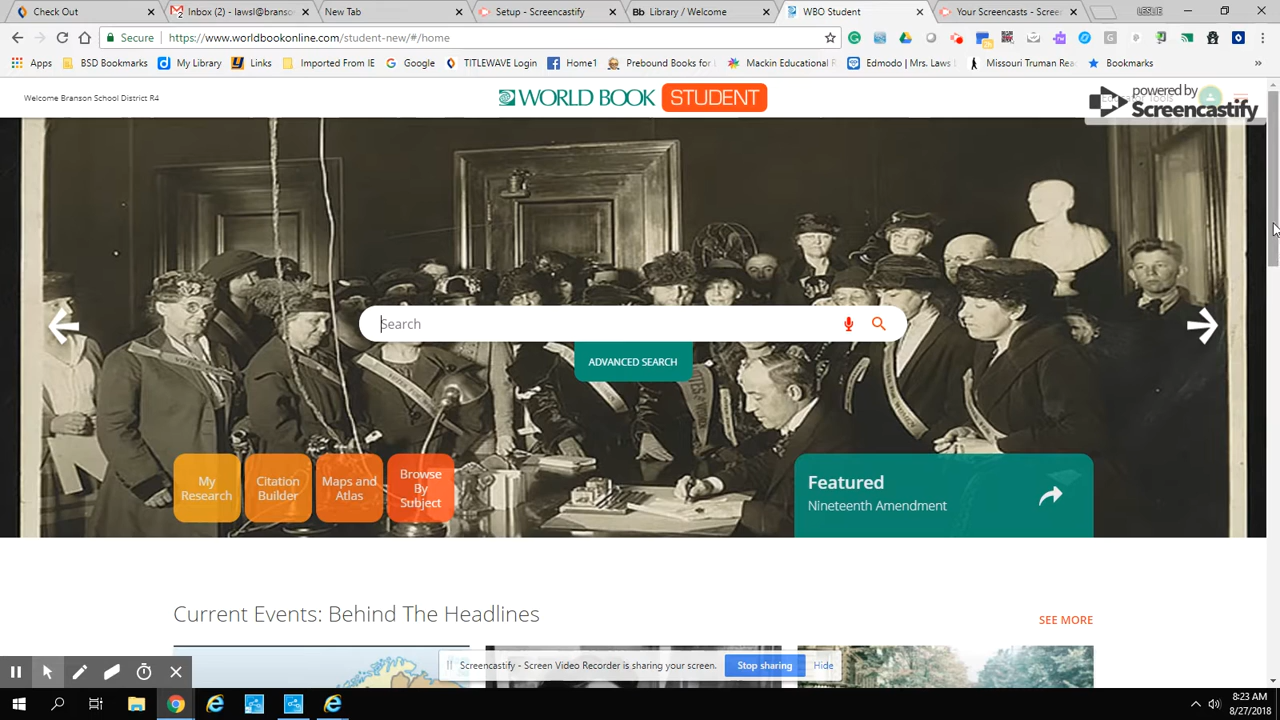 Check Out
Inbox (2) - lawsl@branso
New Tab
Setup - Screencastify
Bb Library / Welcome
WBO Student
Your Screencasts - Scree
LESLIE
Secure https://www.worldbookonline.com/student-new/#/home
Apps BSD Bookmarks My Library Links Imported From IE Google TITLEWAVE Login Home1 Prebound Books for L Mackin Educational R Edmodo | Mrs. Laws L Missouri Truman Rea Bookmarks
Welcome Branson School District R4
WORLD BOOK STUDENT
powered by
Screencastify
Search
ADVANCED SEARCH
My Research
Citation Builder
Maps and Atlas
Browse By Subject
Featured
Nineteenth Amendment
Current Events: Behind The Headlines
SEE MORE
Screencastify - Screen Video Recorder is sharing your screen. Stop sharing Hide
8:23 AM
8/27/2018